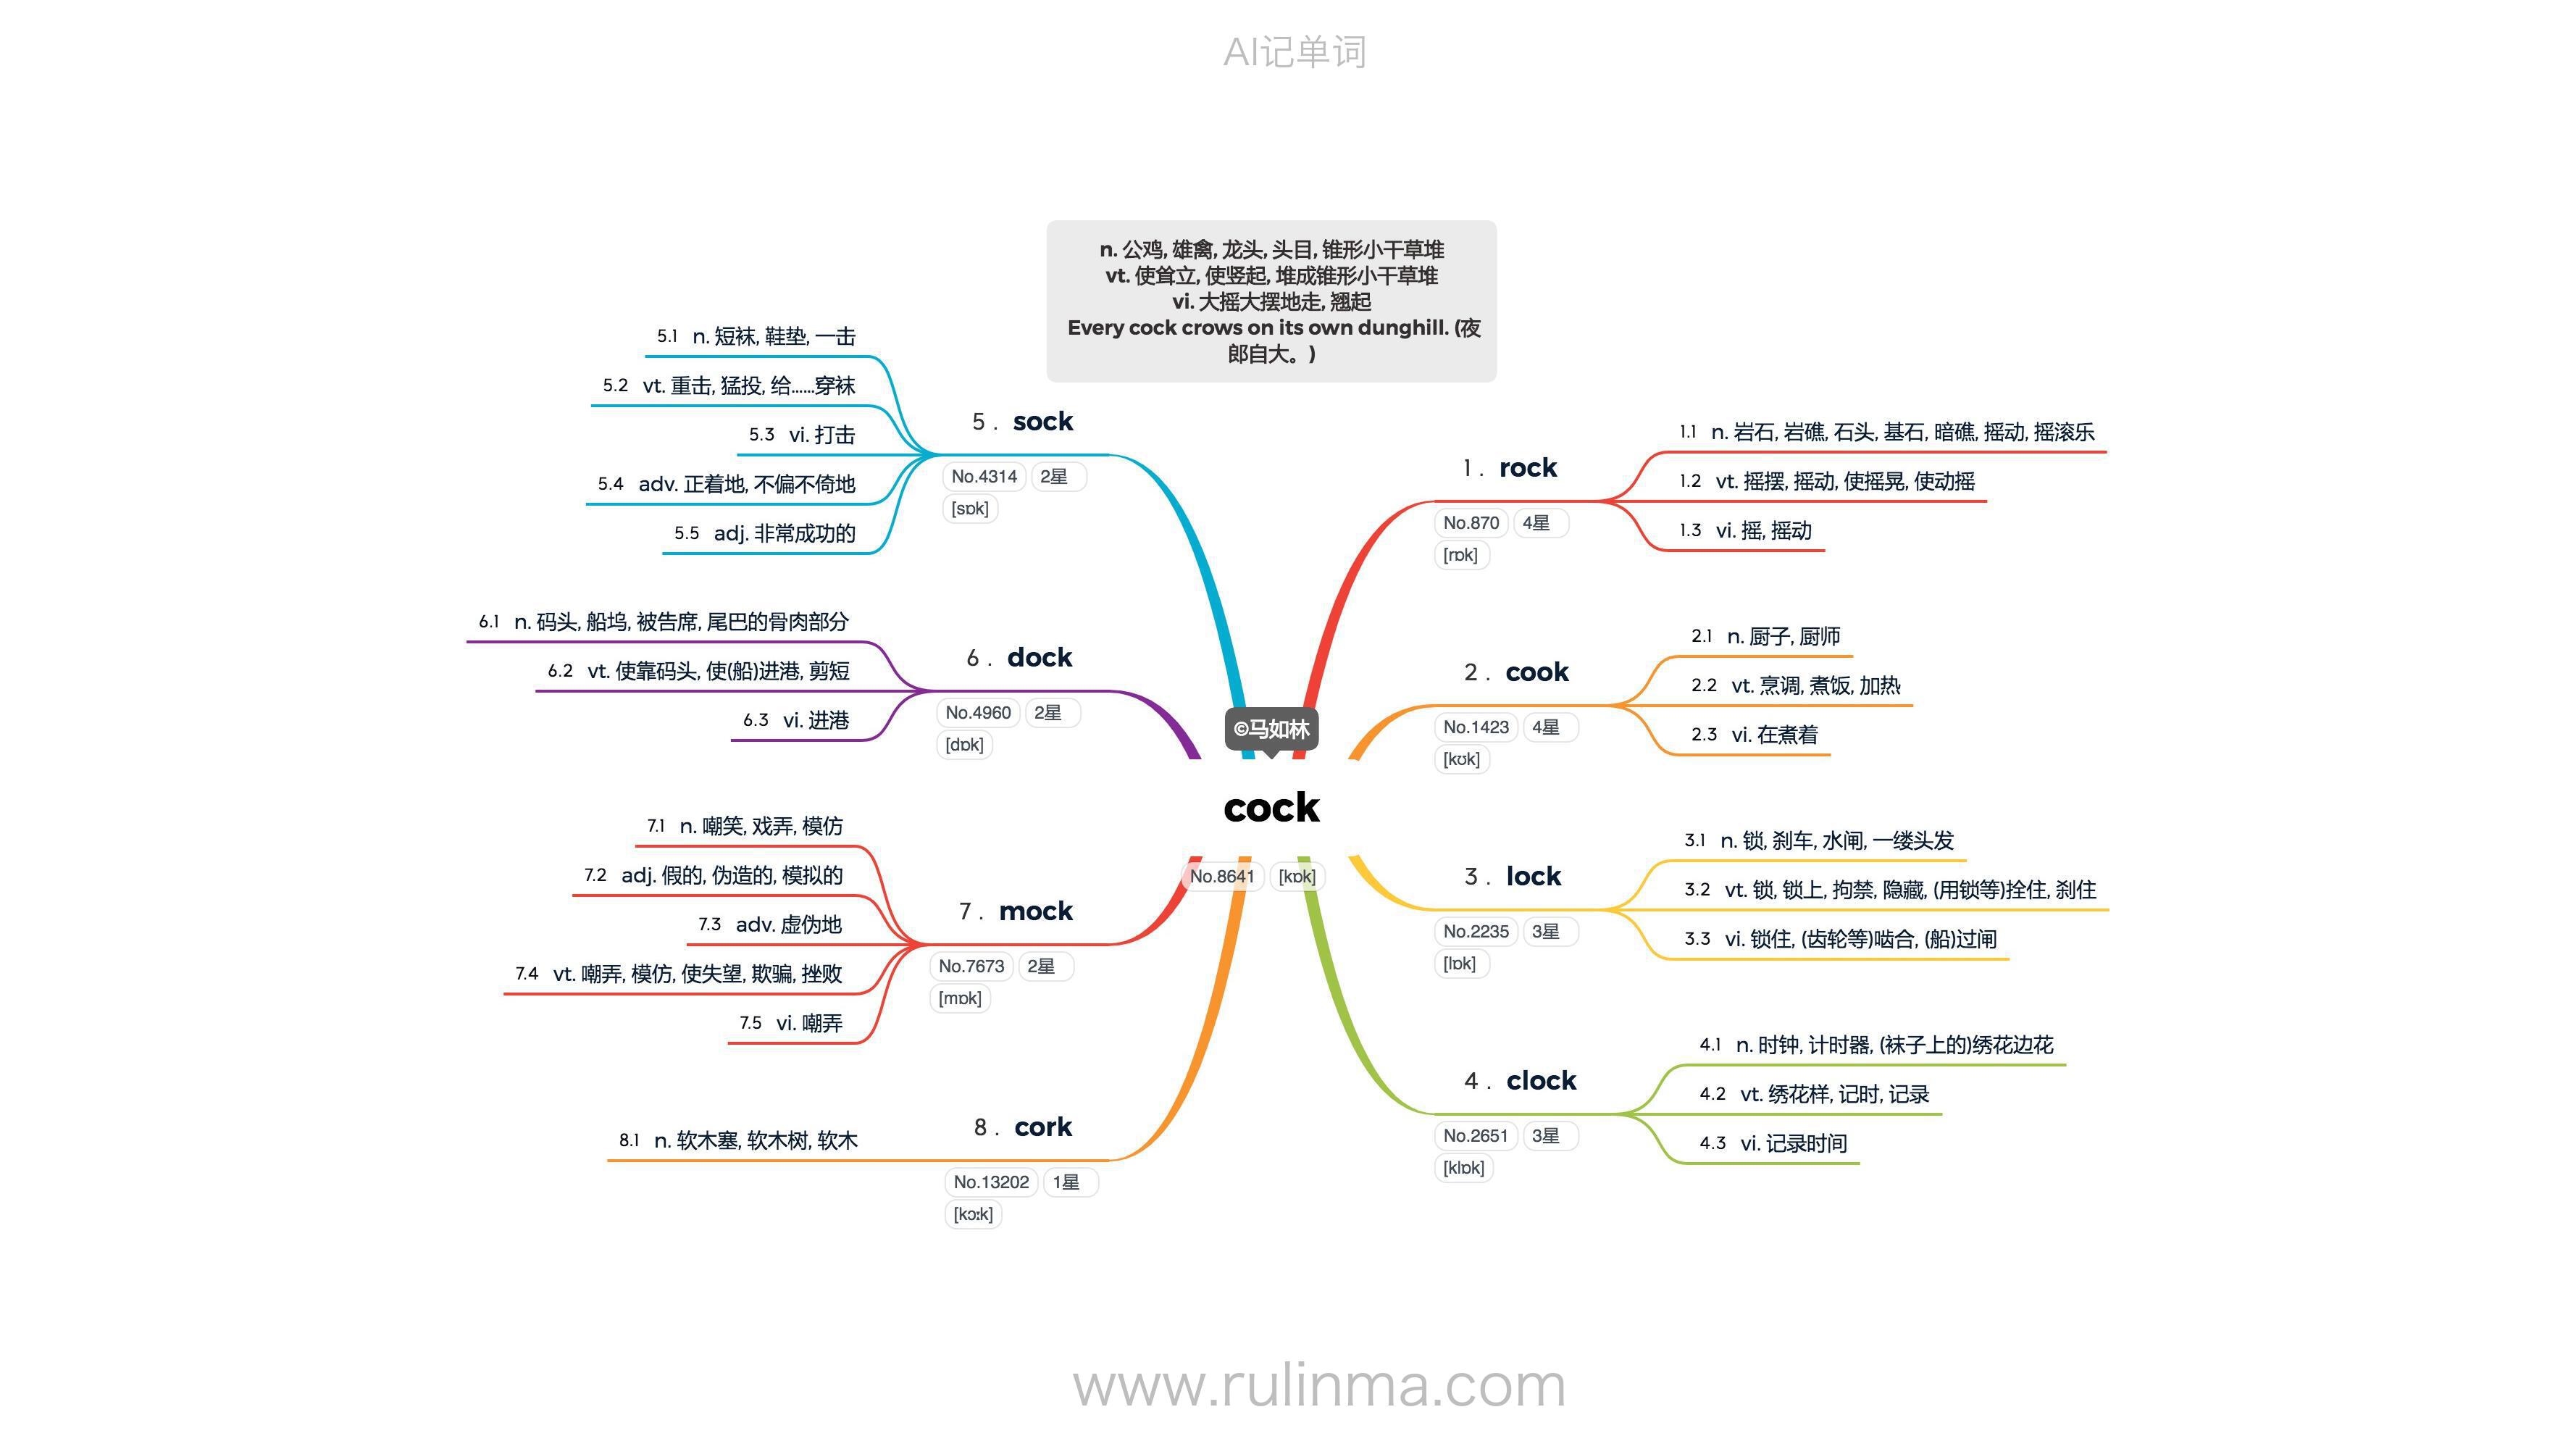 AI记单词
n. 公鸡, 雄禽, 龙头, 头目, 锥形小干草堆
vt. 使耸立, 使竖起, 堆成锥形小干草堆
vi. 大摇大摆地走, 翘起
Every cock crows on its own dunghill. (夜
郎自大。)
©马如林
cock
No.8641 [kɒk]
1 . rock
No.870 4星
[rɒk]
1.1 n. 岩石, 岩礁, 石头, 基石, 暗礁, 摇动, 摇滚乐
1.2 vt. 摇摆, 摇动, 使摇晃, 使动摇
1.3 vi. 摇, 摇动
2 . cook
No.1423 4星
[kʊk]
2.1 n. 厨子, 厨师
2.2 vt. 烹调, 煮饭, 加热
2.3 vi. 在煮着
3 . lock
No.2235 3星
[lɒk]
3.1 n. 锁, 刹车, 水闸, 一缕头发
3.2 vt. 锁, 锁上, 拘禁, 隐藏, (用锁等)拴住, 刹住
3.3 vi. 锁住, (齿轮等)啮合, (船)过闸
4 . clock
No.2651 3星
[klɒk]
4.1 n. 时钟, 计时器, (袜子上的)绣花边花
4.2 vt. 绣花样, 记时, 记录
4.3 vi. 记录时间
5 . sock
No.4314 2星
[sɒk]
5.1 n. 短袜, 鞋垫, 一击
5.2 vt. 重击, 猛投, 给......穿袜
5.3 vi. 打击
5.4 adv. 正着地, 不偏不倚地
5.5 adj. 非常成功的
6 . dock
No.4960 2星
[dɒk]
6.1 n. 码头, 船坞, 被告席, 尾巴的骨肉部分
6.2 vt. 使靠码头, 使(船)进港, 剪短
6.3 vi. 进港
7 . mock
No.7673 2星
[mɒk]
7.1 n. 嘲笑, 戏弄, 模仿
7.2 adj. 假的, 伪造的, 模拟的
7.3 adv. 虚伪地
7.4 vt. 嘲弄, 模仿, 使失望, 欺骗, 挫败
7.5 vi. 嘲弄
8 . cork
No.13202 1星
[kɔːk]
8.1 n. 软木塞, 软木树, 软木
www.rulinma.com